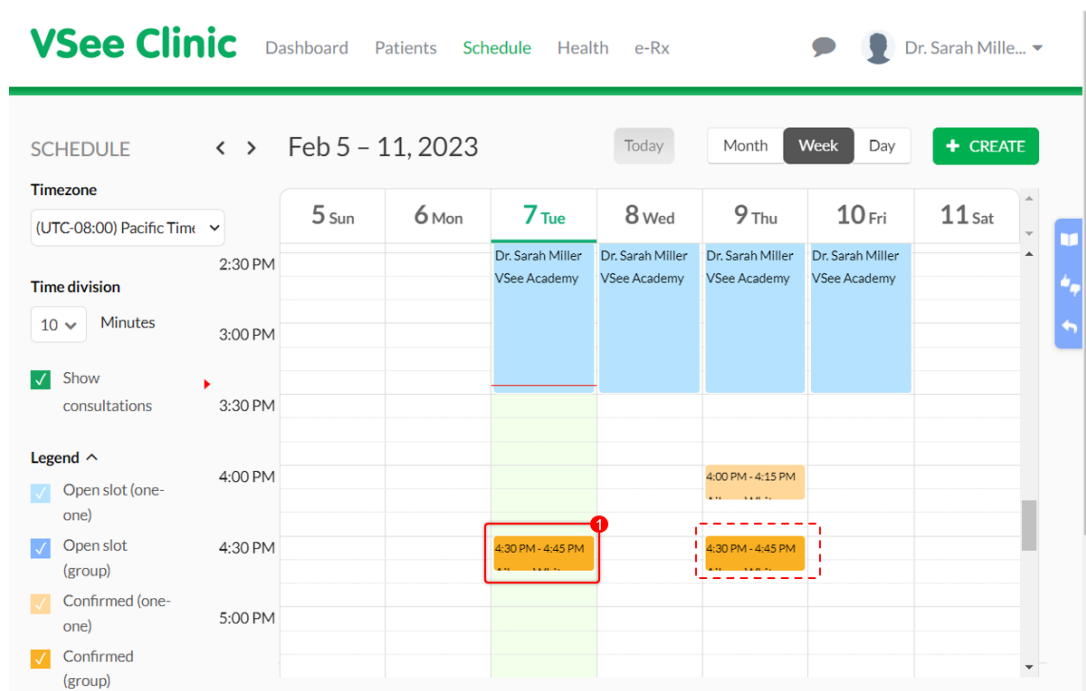 VSee Clinic Dashboard Patients Schedule Health e-Rx Dr. Sarah Mille...
SCHEDULE Feb 5 – 11, 2023 Today Month Week Day + CREATE
Timezone
(UTC-08:00) Pacific Time
5 Sun 6 Mon 7 Tue 8 Wed 9 Thu 10 Fri 11 Sat
Dr. Sarah Miller Dr. Sarah Miller Dr. Sarah Miller Dr. Sarah Miller
VSee Academy VSee Academy VSee Academy VSee Academy
2:30 PM
Time division
10 Minutes
3:00 PM
Show
consultations
3:30 PM
Legend
4:00 PM
4:00 PM - 4:15 PM
Open slot (one-
one)
1
Open slot
(group)
4:30 PM
4:30 PM - 4:45 PM 4:30 PM - 4:45 PM
Confirmed (one-
one)
5:00 PM
Confirmed
(group)